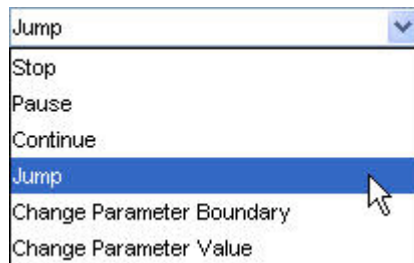 Jump
Stop
Pause
Continue
Jump
Change Parameter Boundary
Change Parameter Value